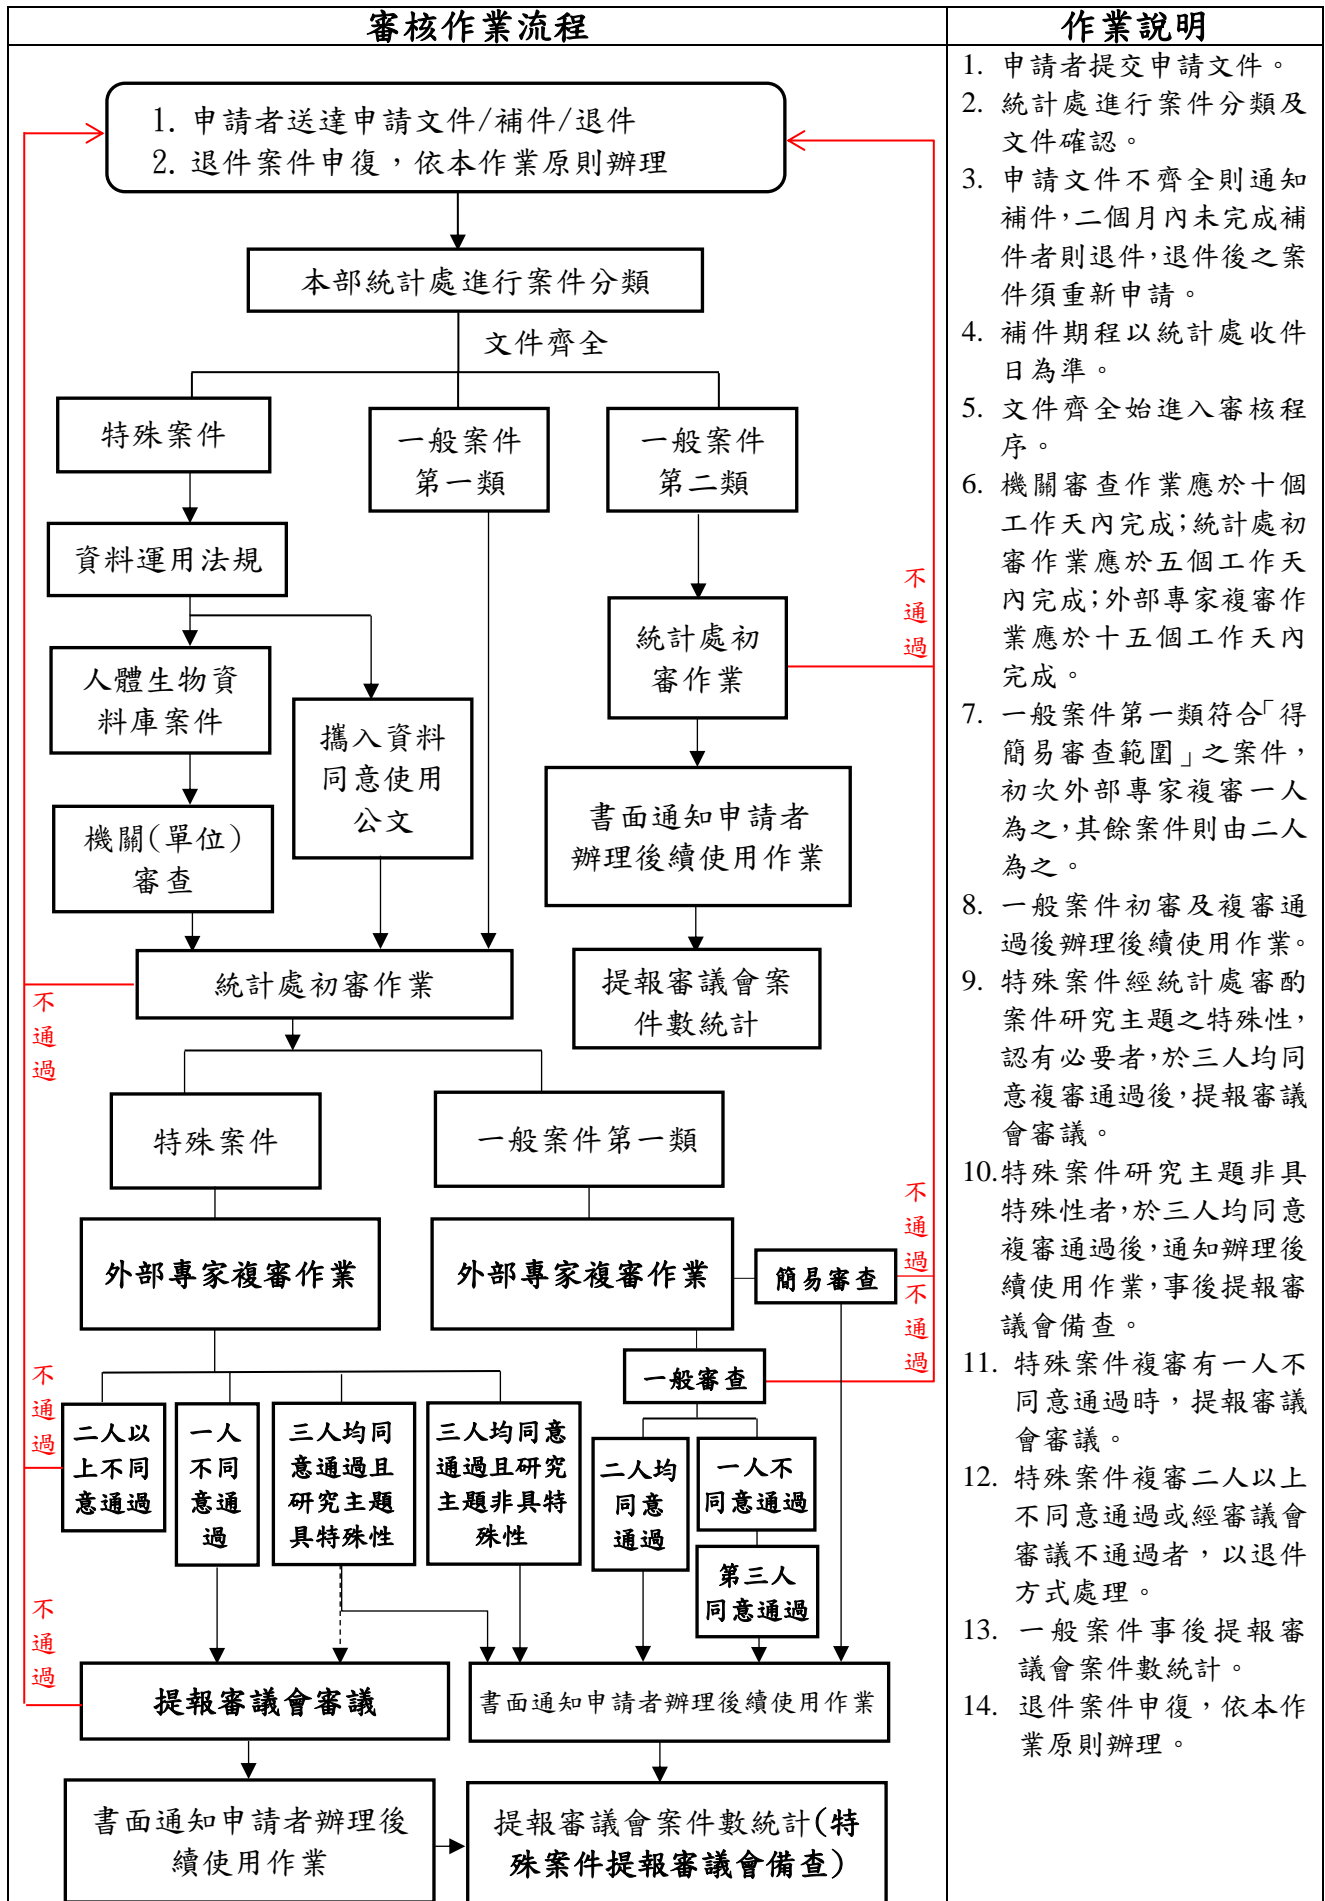 審核作業流程
作業說明
1. 申請者送達申請文件/補件/退件
2. 退件案件申復，依本作業原則辦理
本部統計處進行案件分類
文件齊全
特殊案件
一般案件
第一類
一般案件
第二類
資料運用法規
人體生物資
料庫案件
攜入資料
同意使用
公文
機關(單位)
審查
統計處初
審作業
不
通
過
書面通知申請者
辦理後續使用作業
提報審議會案
件數統計
統計處初審作業
不
通
過
特殊案件
一般案件第一類
外部專家複審作業
外部專家複審作業
簡易審查
不
通
過
不
通
過
一般審查
不
通
過
二人以
上不同
意通過
一人
不同
意通
過
三人均同
意通過且
研究主題
具特殊性
三人均同意
通過且研究
主題非具特
殊性
二人均
同意
通過
一人不
同意通過
第三人
同意通過
不
通
過
提報審議會審議
書面通知申請者辦理後續使用作業
書面通知申請者辦理後
續使用作業
提報審議會案件數統計(特
殊案件提報審議會備查)
1. 申請者提交申請文件。
2. 統計處進行案件分類及
文件確認。
3. 申請文件不齊全則通知
補件，二個月內未完成補
件者則退件，退件後之案
件須重新申請。
4. 補件期程以統計處收件
日為準。
5. 文件齊全始進入審核程
序。
6. 機關審查作業應於十個
工作天內完成；統計處初
審作業應於五個工作天
內完成；外部專家複審作
業應於十五個工作天內
完成。
7. 一般案件第一類符合「得
簡易審查範圍」之案件，
初次外部專家複審一人
為之，其餘案件則由二人
為之。
8. 一般案件初審及複審通
過後辦理後續使用作業。
9. 特殊案件經統計處審酌
案件研究主題之特殊性，
認有必要者，於三人均同
意複審通過後，提報審議
會審議。
10.特殊案件研究主題非具
特殊性者，於三人均同意
複審通過後，通知辦理後
續使用作業，事後提報審
議會備查。
11. 特殊案件複審有一人不
同意通過時，提報審議
會審議。
12. 特殊案件複審二人以上
不同意通過或經審議會
審議不通過者，以退件
方式處理。
13. 一般案件事後提報審
議會案件數統計。
14. 退件案件申復，依本作
業原則辦理。